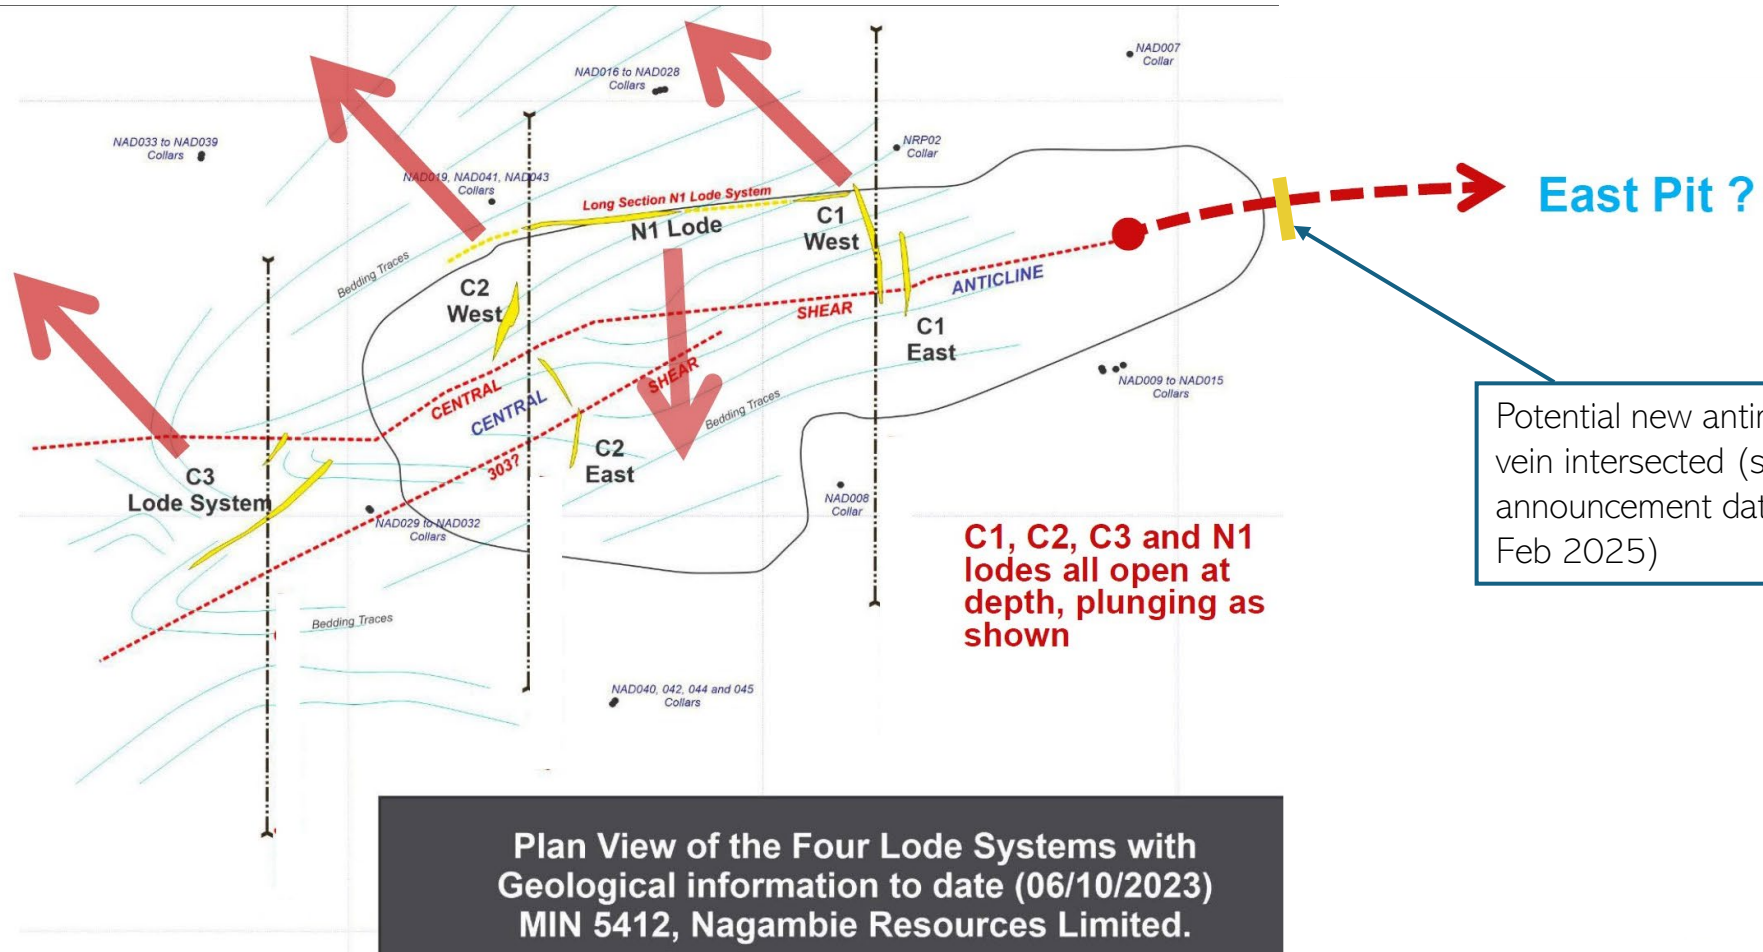 NAD007
Collar
NAD016 to NAD028
Collars
NAD033 to NAD039
Collars
NRP02
Collar
NAD019, NAD041, NAD043
Collars
Long Section N1 Lode System
N1 Lode
C1
West
East Pit ?
Bedding Traces
C2
West
ANTICLINE
SHEAR
C1
East
SHEAR
CENTRAL
CENTRAL
NAD009 to NAD015
Collars
Bedding Traces
303?
C2
East
C3
Lode System
NAD008
Collar
NAD029 to NAD032
Collars
Potential new
vein intersected (s
announcement dat
Feb 2025)
C1, C2, C3 and N1
lodes all open at
depth, plunging as
shown
Bedding Traces
NAD040, 042, 044 and 045
Collars
Plan View of the Four Lode Systems with
Geological information to date (06/10/2023)
MIN 5412, Nagambie Resources Limited.